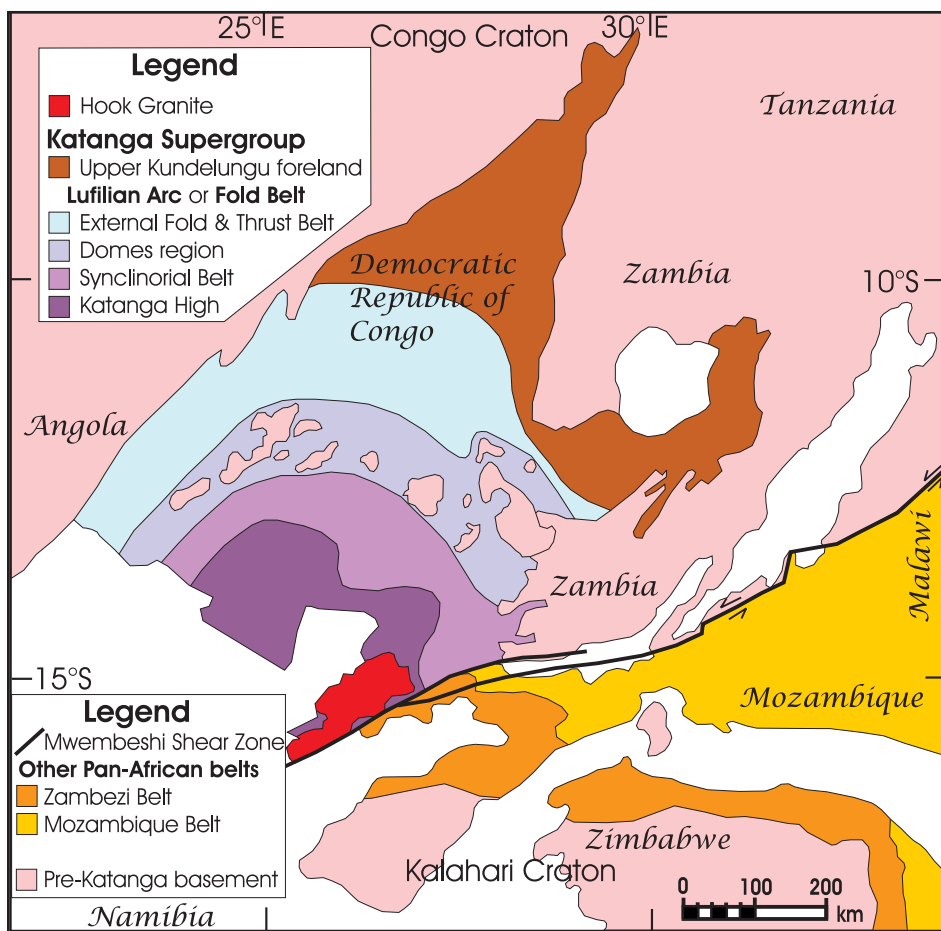 25°E
30°E
Congo Craton
Legend
Hook Granite
Katanga Supergroup
Upper Kundelungu foreland
Lufilian Arc or Fold Belt
External Fold & Thrust Belt
Domes region
Synclinorial Belt
Katanga High
Tanzania
Democratic
Republic of
Congo
Zambia
10°S
Angola
Malawi
Zambia
15°S
Mozambique
Legend
Mwembeshi Shear Zone
Other Pan-African belts
Zambezi Belt
Mozambique Belt
Pre-Katanga basement
Zimbabwe
Kalahari Craton
Namibia
0 100 200
km